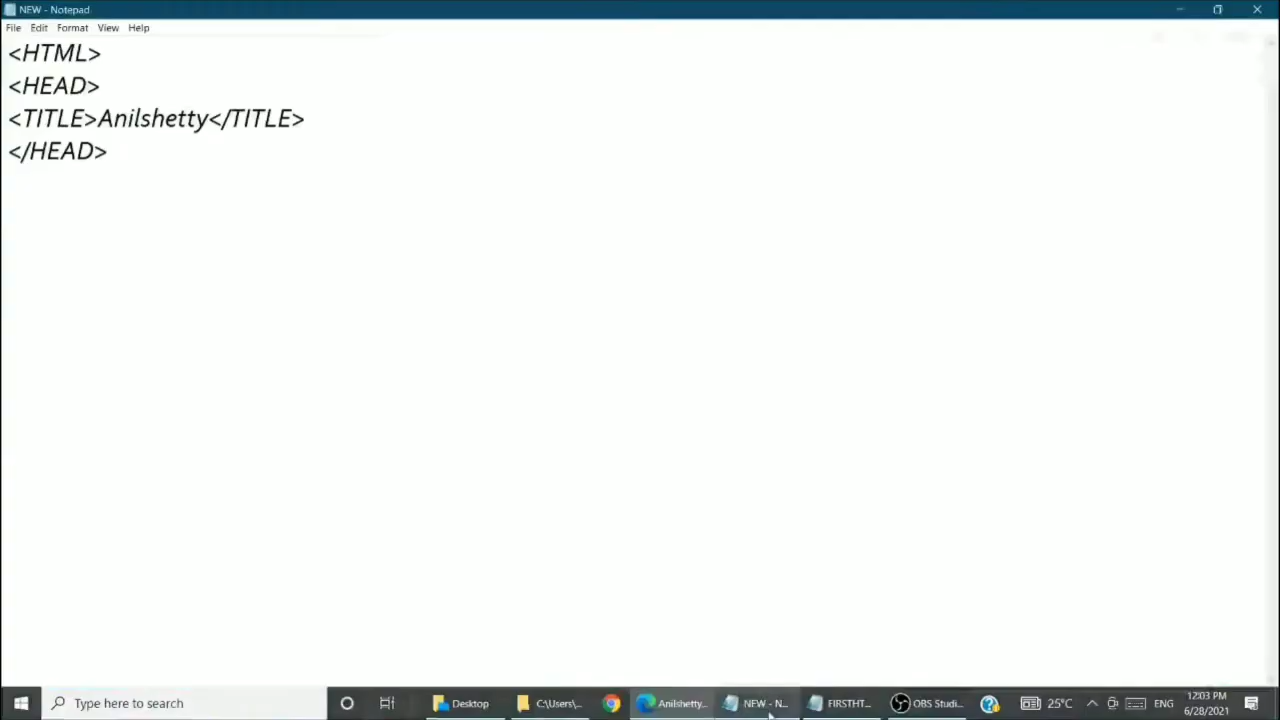 NEW - Notepad
File Edit Format View Help
<HTML>
<HEAD>
<TITLE>Anilshetty</TITLE>
</HEAD>
Type here to search
Desktop
C:\Users\...
Anilshetty...
NEW - N...
FIRSTHT...
OBS Studi...
25°C
ENG
12:03 PM
6/28/2021